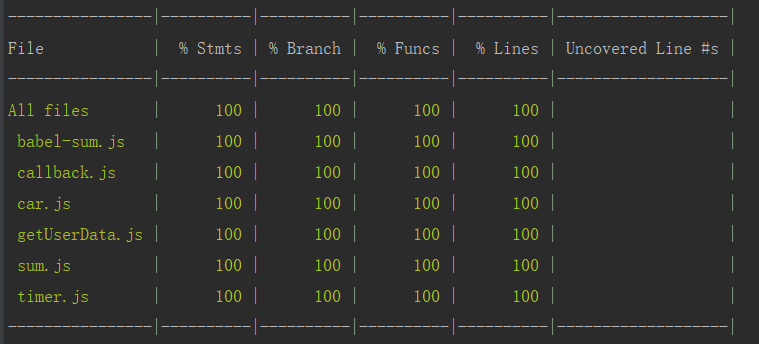 ---------------|----------|----------|----------|----------|-------------------|
File           |  % Stmts | % Branch |  % Funcs |  % Lines | Uncovered Line #s |
---------------|----------|----------|----------|----------|-------------------|
All files      |      100 |      100 |      100 |      100 |                   |
 babel-sum.js  |      100 |      100 |      100 |      100 |                   |
 callback.js   |      100 |      100 |      100 |      100 |                   |
 car.js        |      100 |      100 |      100 |      100 |                   |
 getUserData.js |      100 |      100 |      100 |      100 |                   |
 sum.js        |      100 |      100 |      100 |      100 |                   |
 timer.js      |      100 |      100 |      100 |      100 |                   |
---------------|----------|----------|----------|----------|-------------------|